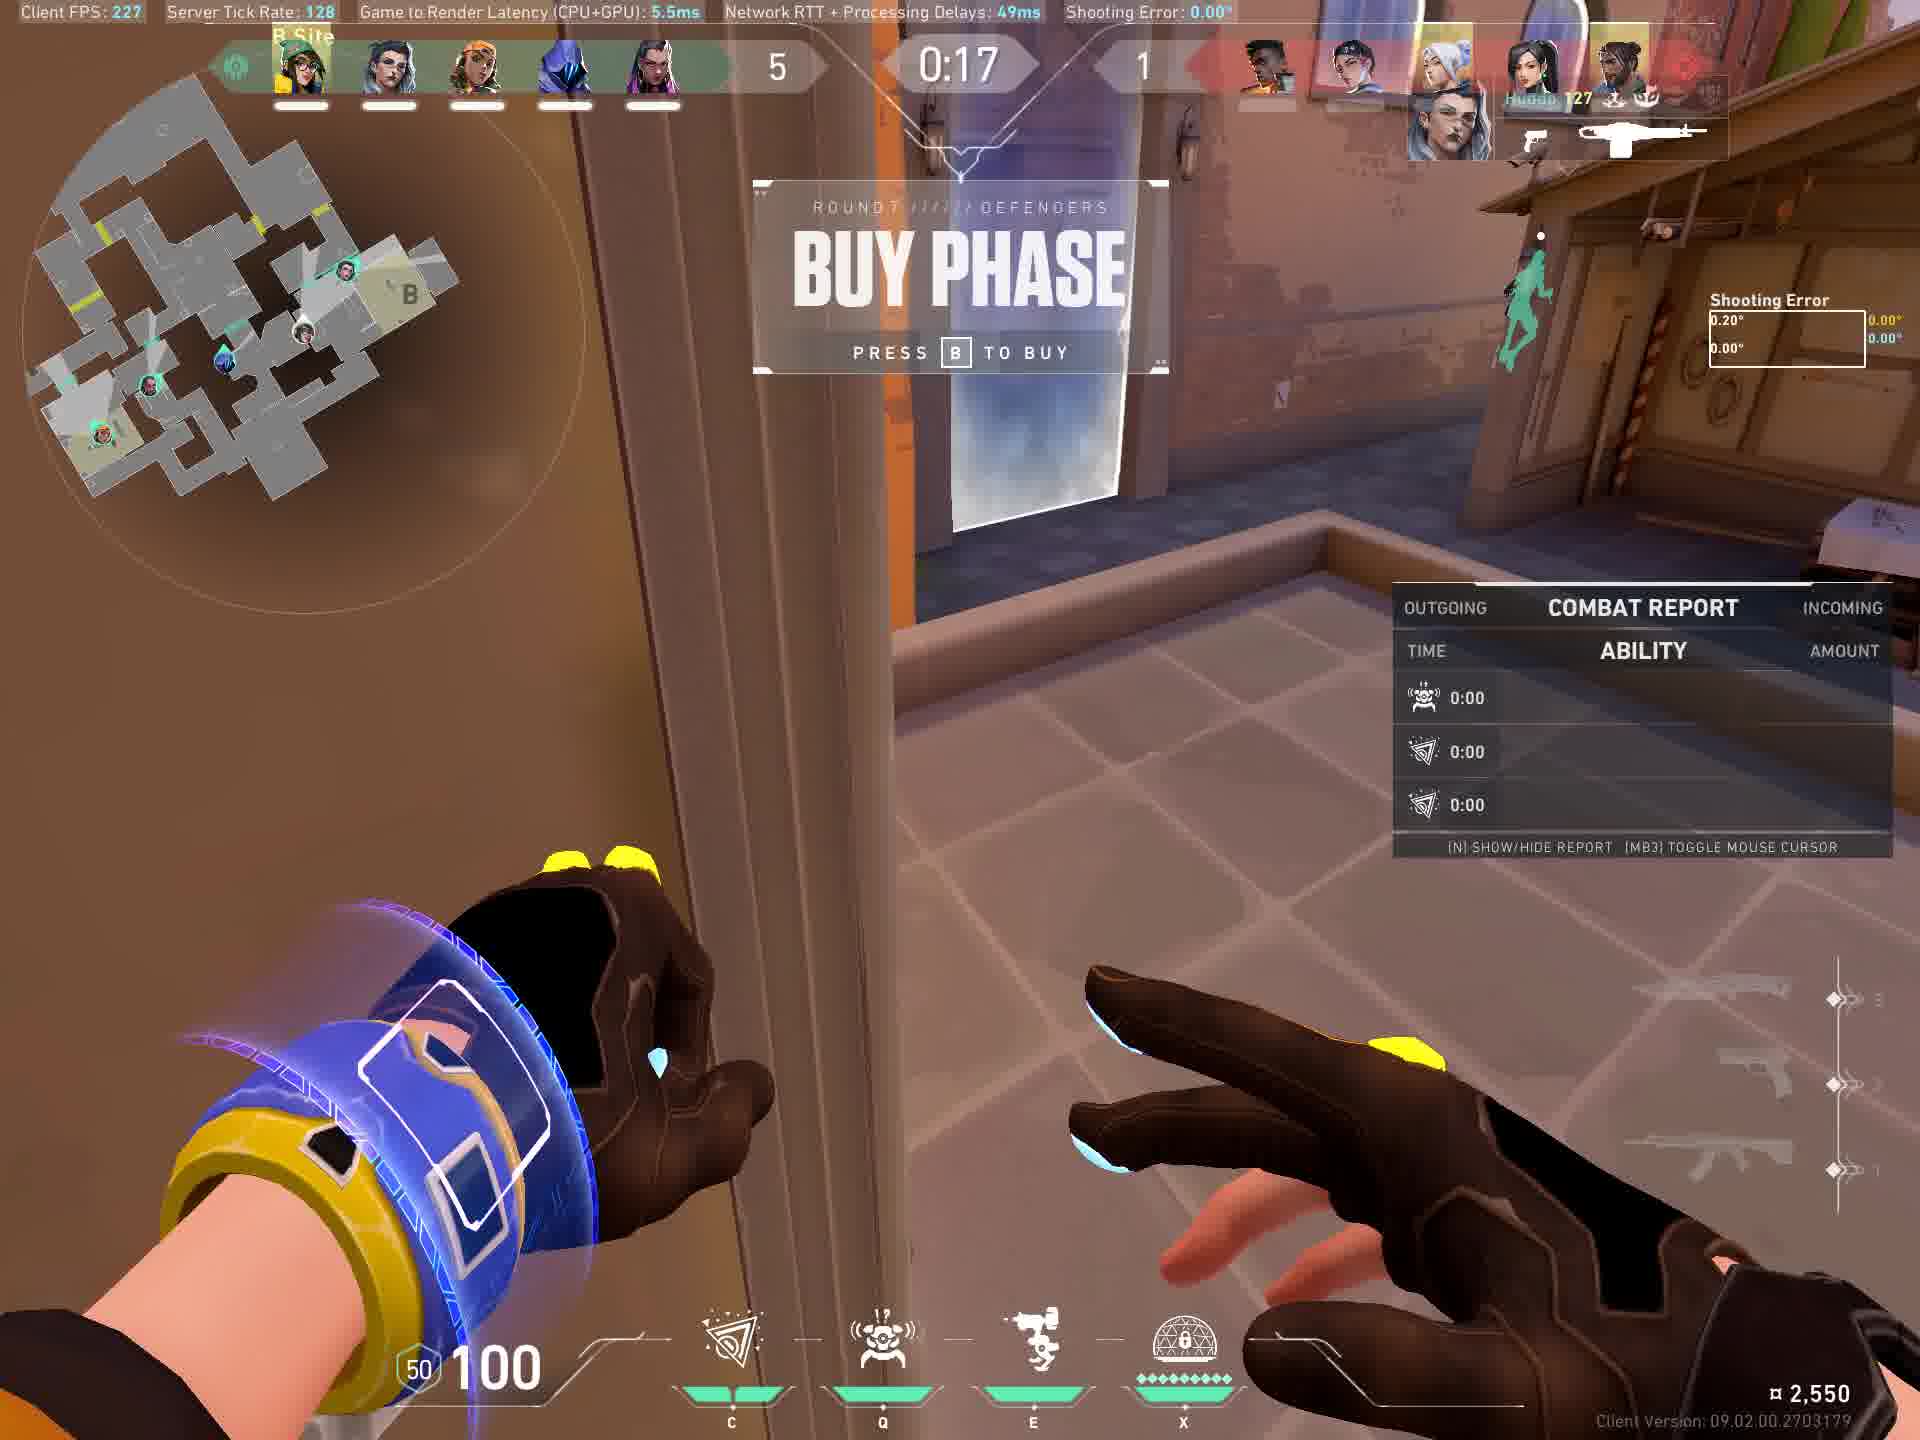 Client FPS: 227 Server Tick Rate: 128 Game to Render Latency (CPU+GPU): 5.5ms Network RTT + Processing Delays: 49ms Shooting Error: 0.00°
B Site
5 0:17 1
127
ROUND 7 ////// DEFENDERS
BUY PHASE
PRESS B TO BUY
B
Shooting Error
0.20° 0.00°
0.00°
0.00°
OUTGOING COMBAT REPORT INCOMING
TIME ABILITY AMOUNT
0:00
0:00
0:00
(N) SHOW/HIDE REPORT (MB3) TOGGLE MOUSE CURSOR
3
2
1
50 100
C Q E X
¤ 2,550
Client Version: 09.02.00.2703179